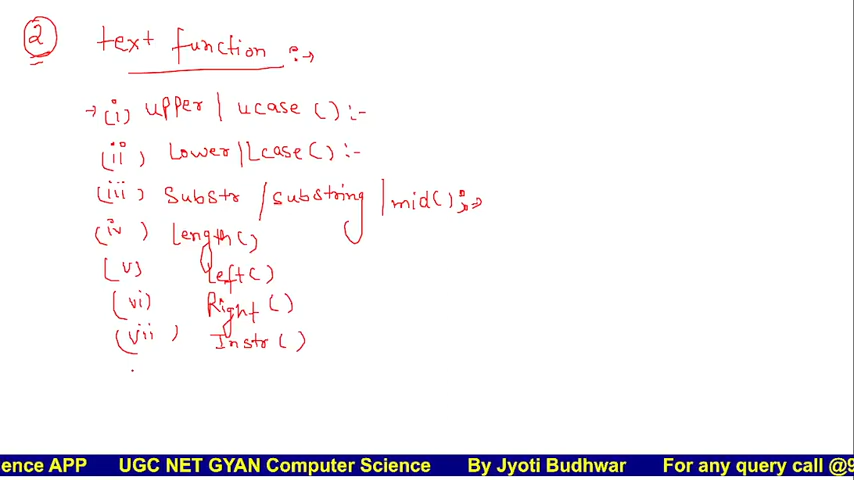 2 text function :→
→ (i) upper | ucase () :-
(ii) Lower | Lcase () :-
(iii) Substr / substring | mid() :→
(iv) Length()
(v) Left()
(vi) Right ()
(vii) Instr ()
ence APP UGC NET GYAN Computer Science By Jyoti Budhwar For any query call @9